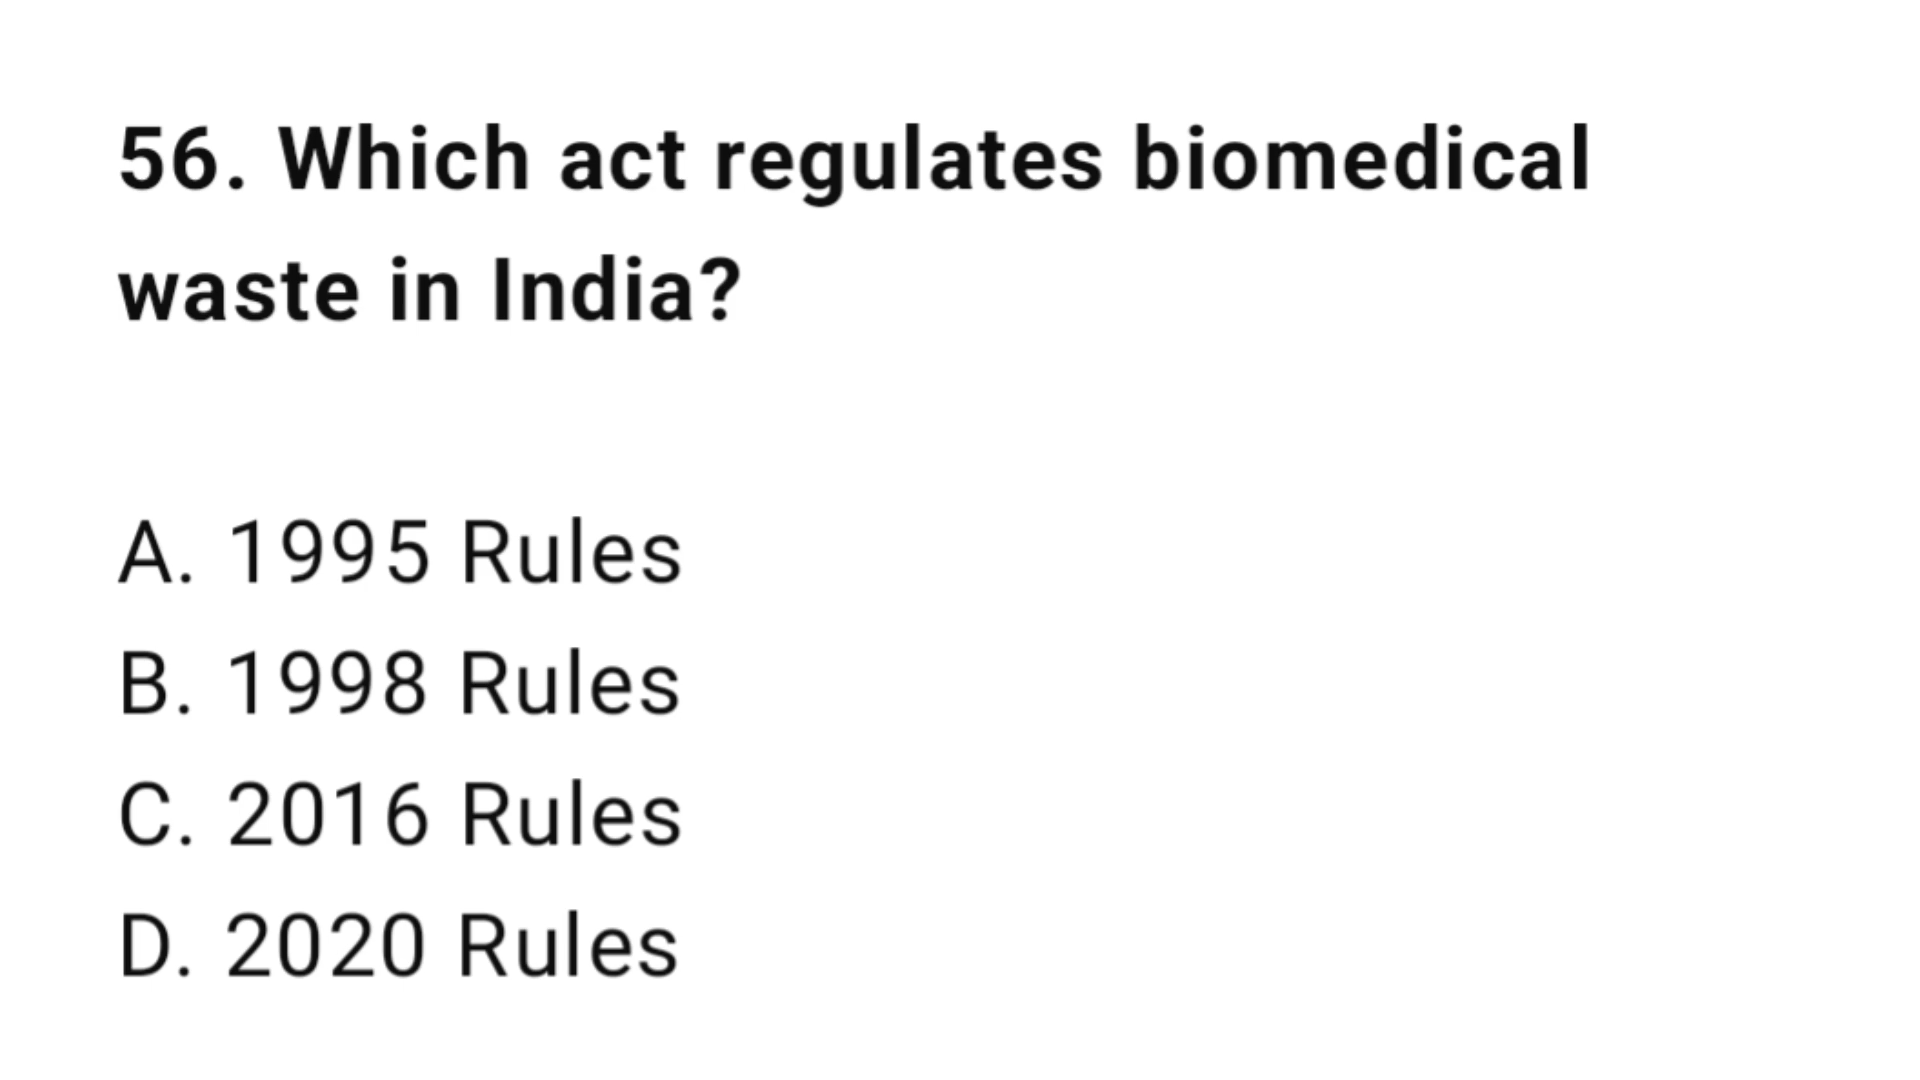 56. Which act regulates biomedical
waste in India?
A. 1995 Rules
B. 1998 Rules
C. 2016 Rules
D. 2020 Rules